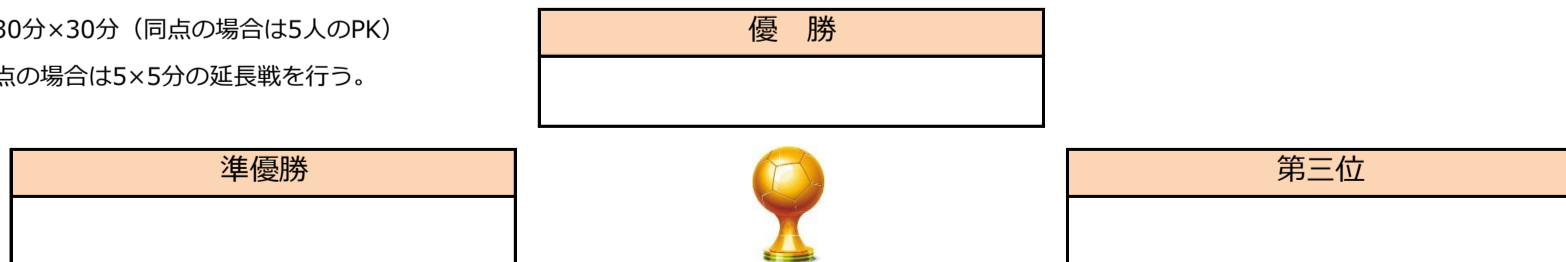 30分×30分（同点の場合は5人のPK）
点の場合は5×5分の延長戦を行う。
優　勝
準優勝
第三位